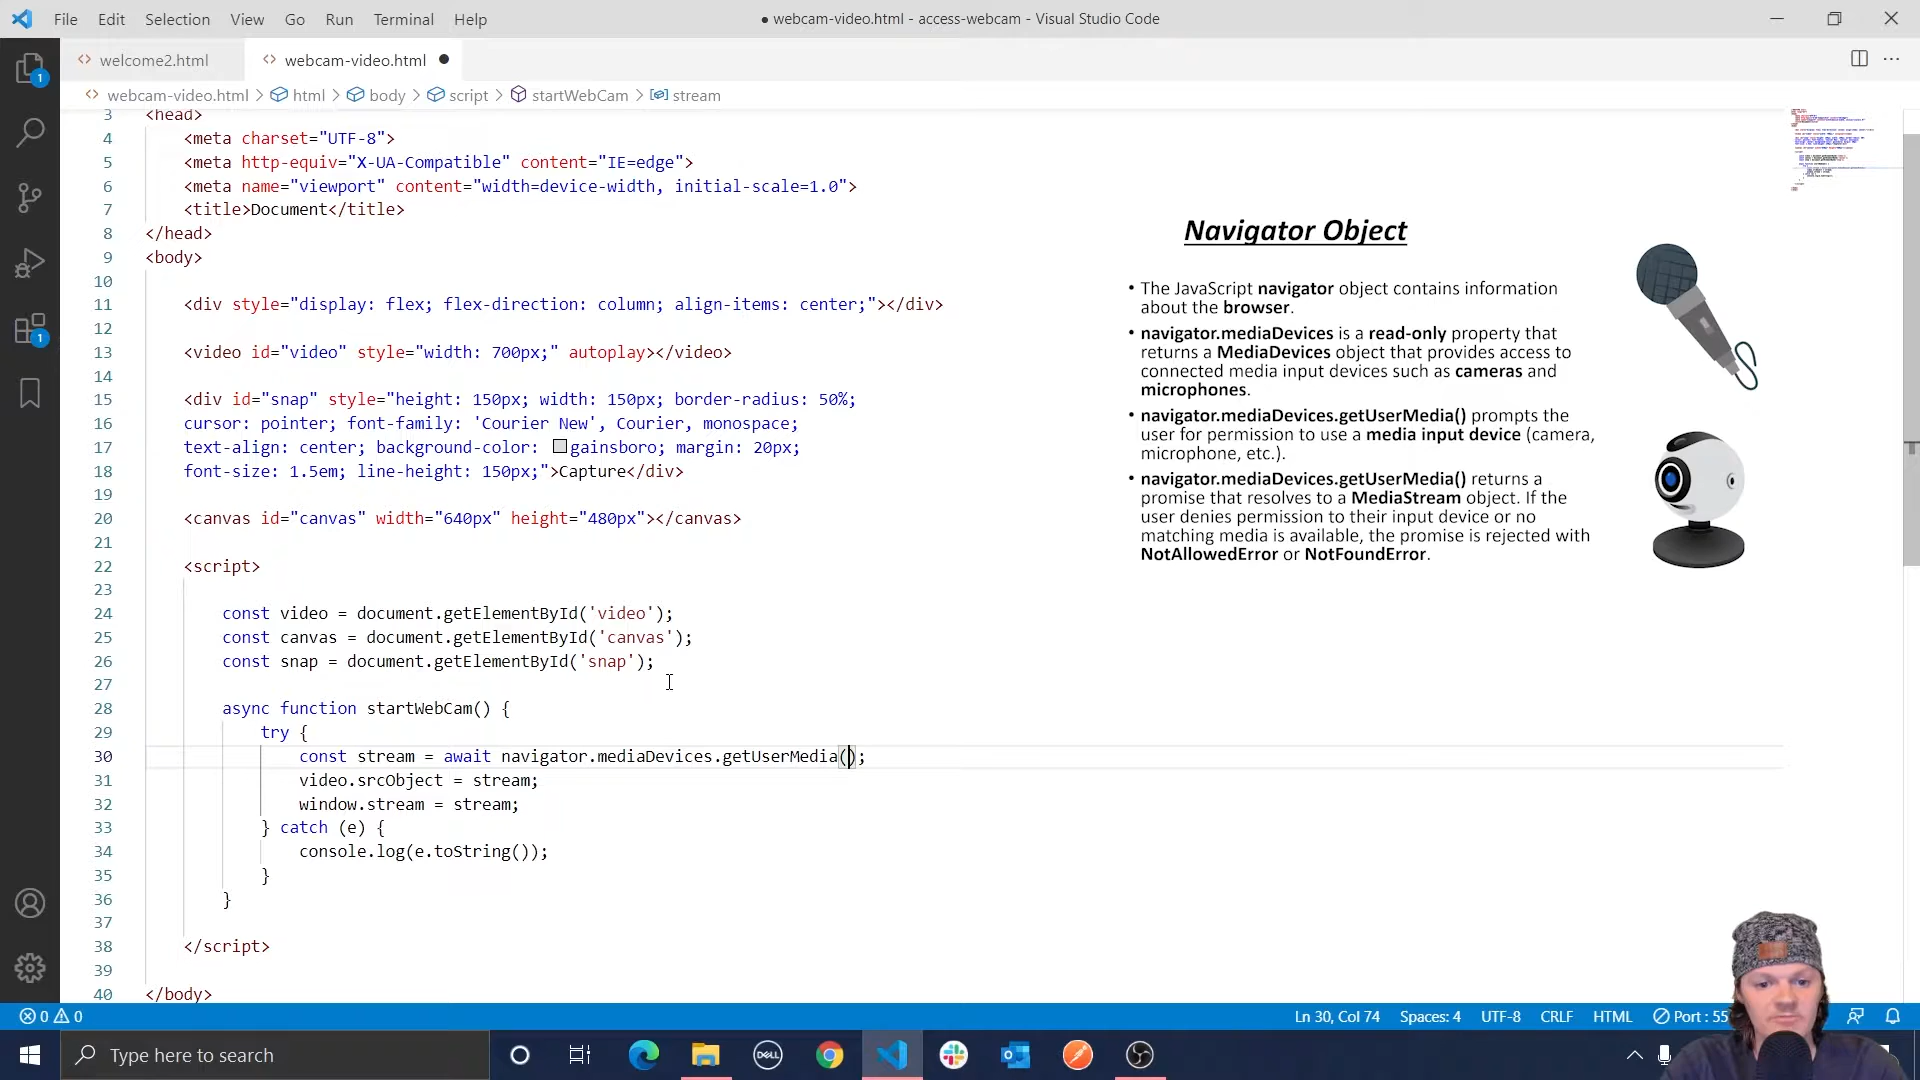 File Edit Selection View Go Run Terminal Help
● webcam-video.html - access-webcam - Visual Studio Code
welcome2.html
webcam-video.html ●
webcam-video.html > html > body > script > startWebCam > stream
3 <head>
4 <meta charset="UTF-8">
5 <meta http-equiv="X-UA-Compatible" content="IE=edge">
6 <meta name="viewport" content="width=device-width, initial-scale=1.0">
7 <title>Document</title>
8 </head>
9 <body>
10
11 <div style="display: flex; flex-direction: column; align-items: center;"></div>
12
13 <video id="video" style="width: 700px;" autoplay></video>
14
15 <div id="snap" style="height: 150px; width: 150px; border-radius: 50%;
16 cursor: pointer; font-family: 'Courier New', Courier, monospace;
17 text-align: center; background-color: gainsboro; margin: 20px;
18 font-size: 1.5em; line-height: 150px;">Capture</div>
19
20 <canvas id="canvas" width="640px" height="480px"></canvas>
21
22 <script>
23
24 const video = document.getElementById('video');
25 const canvas = document.getElementById('canvas');
26 const snap = document.getElementById('snap');
27
28 async function startWebCam() {
29 try {
30 const stream = await navigator.mediaDevices.getUserMedia();
31 video.srcObject = stream;
32 window.stream = stream;
33 } catch (e) {
34 console.log(e.toString());
35 }
36 }
37
38 </script>
39
40 </body>
Navigator Object
• The JavaScript navigator object contains information
about the browser.
• navigator.mediaDevices is a read-only property that
returns a MediaDevices object that provides access to
connected media input devices such as cameras and
microphones.
• navigator.mediaDevices.getUserMedia() prompts the
user for permission to use a media input device (camera,
microphone, etc.).
• navigator.mediaDevices.getUserMedia() returns a
promise that resolves to a MediaStream object. If the
user denies permission to their input device or no
matching media is available, the promise is rejected with
NotAllowedError or NotFoundError.
1
1
0 0
Ln 30, Col 74 Spaces: 4 UTF-8 CRLF HTML Port : 55
Type here to search
DELL